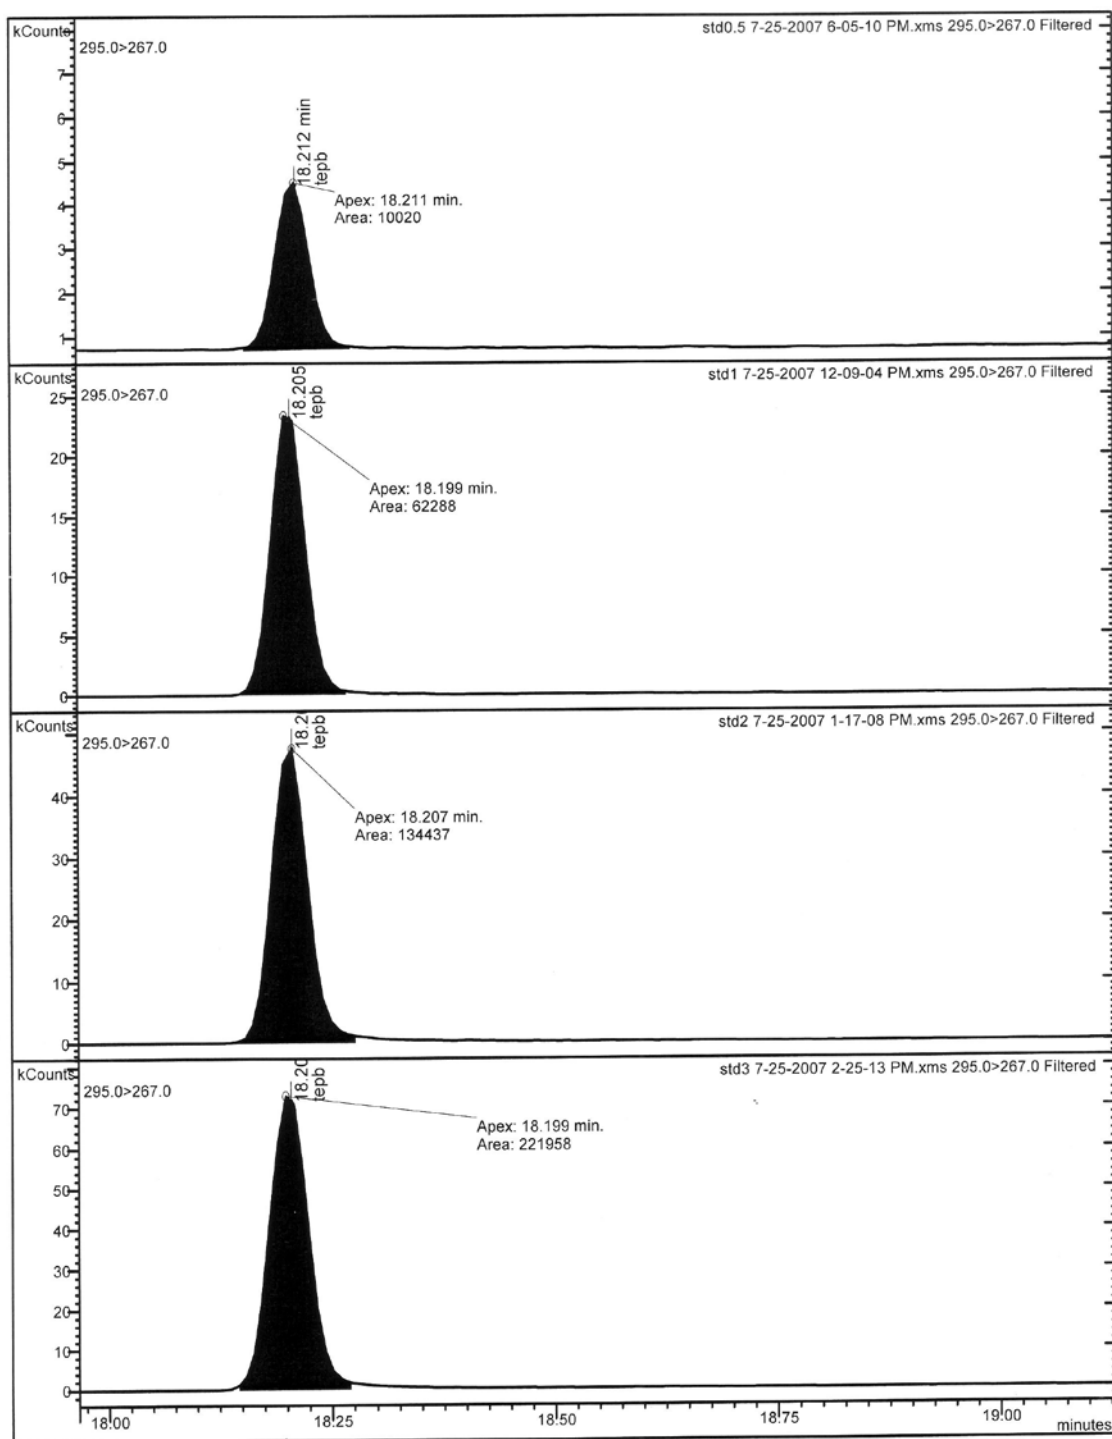 kCounts
std0.5 7-25-2007 6-05-10 PM.xms 295.0>267.0 Filtered
295.0>267.0
7
6
5
4
3
2
1
18.212 min
tepb
Apex: 18.211 min.
Area: 10020
kCounts
std1 7-25-2007 12-09-04 PM.xms 295.0>267.0 Filtered
295.0>267.0
25
20
15
10
5
0
18.205
tepb
Apex: 18.199 min.
Area: 62288
kCounts
std2 7-25-2007 1-17-08 PM.xms 295.0>267.0 Filtered
295.0>267.0
40
30
20
10
0
tepb
Apex: 18.207 min.
Area: 134437
kCounts
std3 7-25-2007 2-25-13 PM.xms 295.0>267.0 Filtered
295.0>267.0
70
60
50
40
30
20
10
0
18.20
tepb
Apex: 18.199 min.
Area: 221958
18:00 18:25 18:50 18:75 19:00
minutes